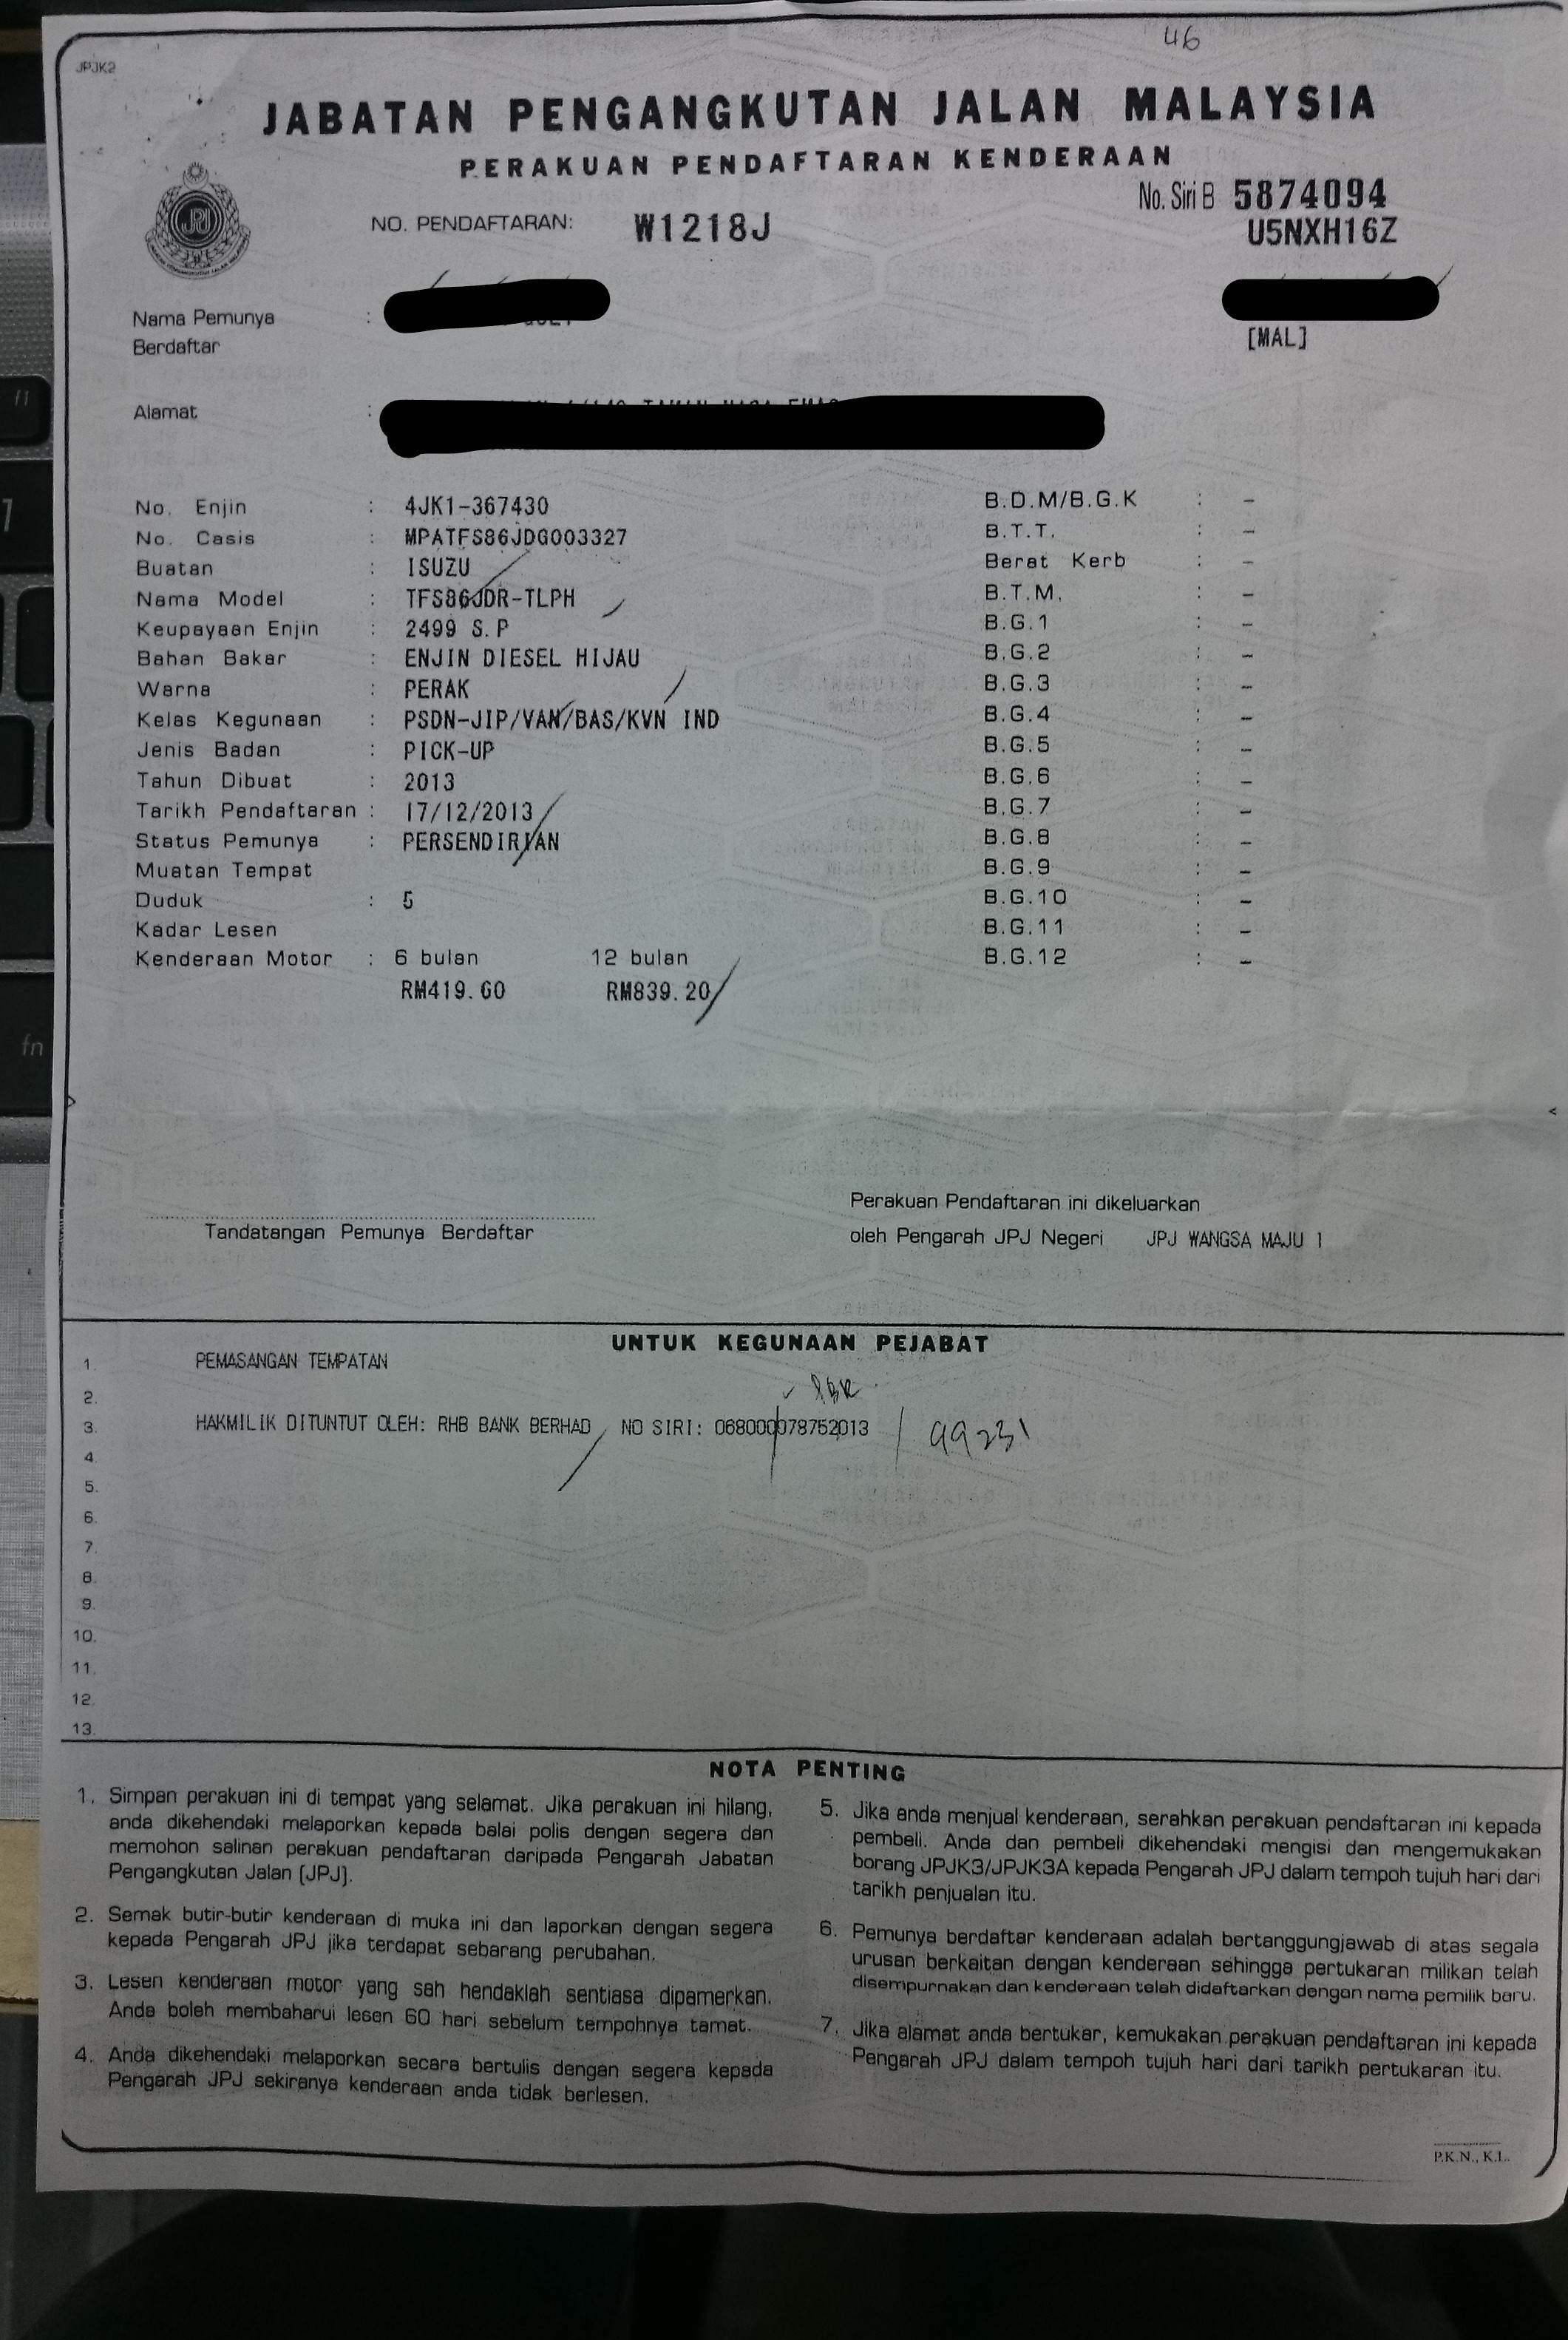 46
JPJK2
JABATAN PENGANGKUTAN JALAN MALAYSIA
PERAKUAN PENDAFTARAN KENDERAAN
No. Siri B 5874094
NO. PENDAFTARAN: W1218J U5NXH16Z
JPJ
Nama Pemunya :
Berdaftar [MAL]
Alamat :
No. Enjin : 4JK1-367430 B.D.M/B.G.K : -
No. Casis : MPATFS86JDG003327 B.T.T. : -
Buatan : ISUZU Berat Kerb : -
Nama Model : TFS86JDR-TLPH B.T.M. : -
Keupayaan Enjin : 2499 S.P B.G.1 : -
Bahan Bakar : ENJIN DIESEL HIJAU B.G.2 : -
Warna : PERAK B.G.3 : -
Kelas Kegunaan : PSDN-JIP/VAN/BAS/KVN IND B.G.4 : -
Jenis Badan : PICK-UP B.G.5 : -
Tahun Dibuat : 2013 B.G.6 : -
Tarikh Pendaftaran : 17/12/2013 B.G.7 : -
Status Pemunya : PERSENDIRIAN B.G.8 : -
Muatan Tempat B.G.9 : -
Duduk : 5 B.G.10 : -
Kadar Lesen B.G.11 : -
Kenderaan Motor : 6 bulan 12 bulan B.G.12 : -
RM419.60 RM839.20
Perakuan Pendaftaran ini dikeluarkan
Tandatangan Pemunya Berdaftar oleh Pengarah JPJ Negeri JPJ WANGSA MAJU 1
UNTUK KEGUNAAN PEJABAT
1. PEMASANGAN TEMPATAN
2.
3. HAKMILIK DITUNTUT OLEH: RHB BANK BERHAD NO SIRI: 068000078752013 99231
4.
5.
6.
7.
8.
9.
10.
11.
12.
13.
NOTA PENTING
1. Simpan perakuan ini di tempat yang selamat. Jika perakuan ini hilang,
anda dikehendaki melaporkan kepada balai polis dengan segera dan
memohon salinan perakuan pendaftaran daripada Pengarah Jabatan
Pengangkutan Jalan (JPJ).
2. Semak butir-butir kenderaan di muka ini dan laporkan dengan segera
kepada Pengarah JPJ jika terdapat sebarang perubahan.
3. Lesen kenderaan motor yang sah hendaklah sentiasa dipamerkan.
Anda boleh membaharui lesen 60 hari sebelum tempohnya tamat.
4. Anda dikehendaki melaporkan secara bertulis dengan segera kepada
Pengarah JPJ sekiranya kenderaan anda tidak berlesen.
5. Jika anda menjual kenderaan, serahkan perakuan pendaftaran ini kepada
pembeli. Anda dan pembeli dikehendaki mengisi dan mengemukakan
borang JPJK3/JPJK3A kepada Pengarah JPJ dalam tempoh tujuh hari dari
tarikh penjualan itu.
6. Pemunya berdaftar kenderaan adalah bertanggungjawab di atas segala
urusan berkaitan dengan kenderaan sehingga pertukaran milikan telah
disempurnakan dan kenderaan telah didaftarkan dengan nama pemilik baru.
7. Jika alamat anda bertukar, kemukakan perakuan pendaftaran ini kepada
Pengarah JPJ dalam tempoh tujuh hari dari tarikh pertukaran itu.
P.K.N., K.L.
f1
fn